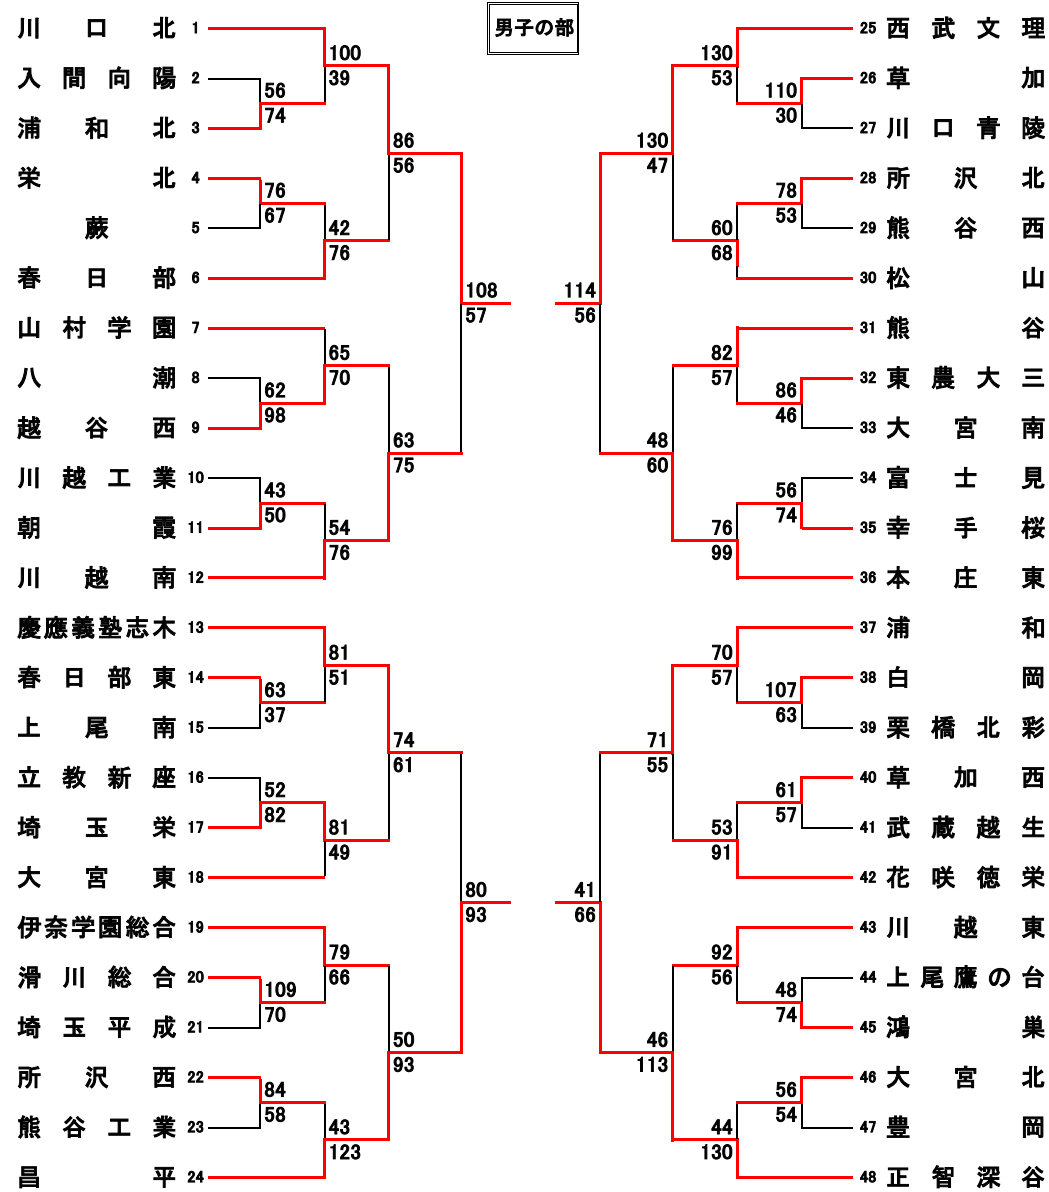 男子の部
川口北 1
100
39
入間向陽 2
56
74
浦和北 3
86
56
栄北 4
76
67
蕨 5
42
76
春日部 6
108
57
山村学園 7
65
70
八潮 8
62
98
越谷西 9
63
75
川越工業 10
43
50
朝霞 11
54
76
川越南 12
慶應義塾志木 13
81
51
春日部東 14
63
37
上尾南 15
74
61
立教新座 16
52
82
埼玉栄 17
81
49
大宮東 18
80
93
伊奈学園総合 19
79
66
滑川総合 20
109
70
埼玉平成 21
50
93
所沢西 22
84
58
熊谷工業 23
43
123
昌平 24
25 西武文理
130
53
26 草加
110
30
27 川口青陵
130
47
28 所沢北
78
53
29 熊谷西
60
68
30 松山
114
56
31 熊谷
82
57
32 東農大三
86
46
33 大宮南
48
60
34 富士見
56
74
35 幸手桜
76
99
36 本庄東
37 浦和
70
57
38 白岡
107
63
39 栗橋北彩
71
55
40 草加西
61
57
41 武蔵越生
53
91
42 花咲徳栄
41
66
43 川越東
92
56
44 上尾鷹の台
48
74
45 鴻巣
46
113
46 大宮北
56
54
47 豊岡
44
130
48 正智深谷